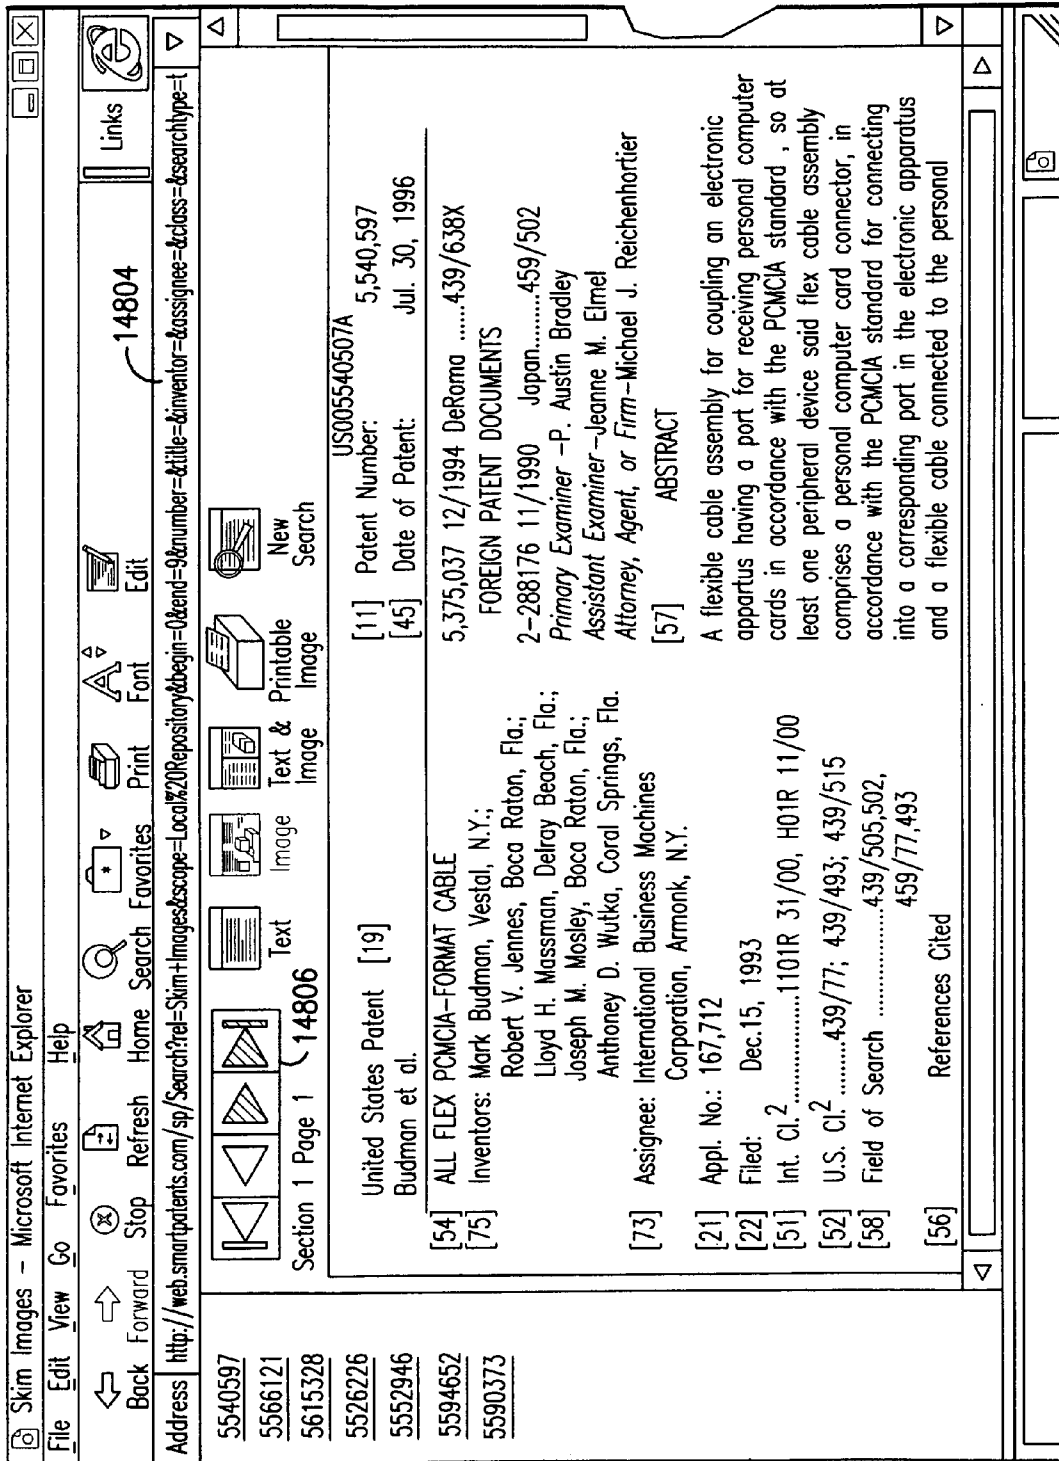 Skim Images – Microsoft Internet Explorer
File Edit View Go Favorites Help
Back Forward Stop Refresh Home Search Favorites Print Font Edit
Links
Address http://web.smartpatents.com/sp/Search?rel=Skim+Images&scope=Local%20Repository&begin=0&end=9&number=&title=&inventor=&assignee=&class=&searchtype=t
14804
5540597
5566121
5615328
5526226
5552946
5594652
5590373
Section 1 Page 1
14806
Text
Image
Text & Image
Printable Image
New Search
United States Patent [19]
Budman et al.
US005540507A
[11] Patent Number: 5,540,597
[45] Date of Patent: Jul. 30, 1996
[54] ALL FLEX PCMCIA-FORMAT CABLE
[75] Inventors: Mark Budman, Vestal, N.Y.;
Robert V. Jennes, Boca Raton, Fla.;
Lloyd H. Massman, Delray Beach, Fla.;
Joseph M. Mosley, Boca Raton, Fla.;
Anthoney D. Wutka, Coral Springs, Fla.
[73] Assignee: International Business Machines
Corporation, Armonk, N.Y.
[21] Appl. No.: 167,712
[22] Filed: Dec.15, 1993
[51] Int. Cl.2 ................1101R 31/00, H01R 11/00
[52] U.S. Cl.2 .........439/77; 439/493; 439/515
[58] Field of Search ................439/505,502,
459/77,493
[56] References Cited
5,375,037 12/1994 DeRoma ......439/638X
FOREIGN PATENT DOCUMENTS
2-288176 11/1990 Japan.........459/502
Primary Examiner –P. Austin Bradley
Assistant Examiner–Jeanne M. Elmel
Attorney, Agent, or Firm–Michael J. Reichenhortier
[57] ABSTRACT
A flexible cable assembly for coupling an electronic
appartus having a port for receiving personal computer
cards in accordance with the PCMCIA standard , so at
least one peripheral device said flex cable assembly
comprises a personal computer card connector, in
accordance with the PCMCIA standard for connecting
into a corresponding port in the electronic apparatus
and a flexible cable connected to the personal